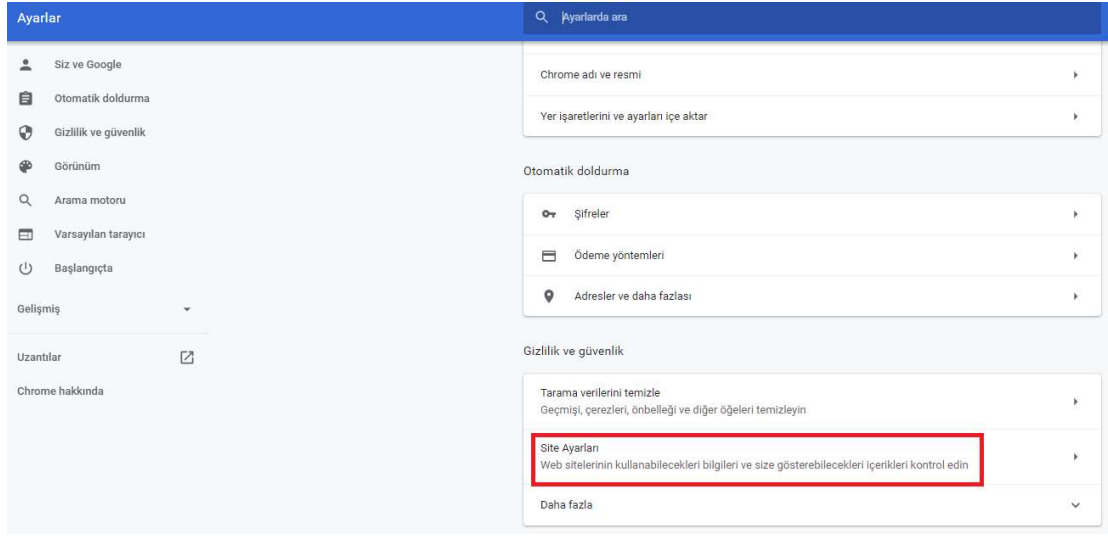 Ayarlar
Ayarlarda ara
Siz ve Google
Otomatik doldurma
Gizlilik ve güvenlik
Görünüm
Arama motoru
Varsayılan tarayıcı
Başlangıçta
Gelişmiş
Uzantılar
Chrome hakkında
Chrome adı ve resmi
Yer işaretlerini ve ayarları içe aktar
Otomatik doldurma
Şifreler
Ödeme yöntemleri
Adresler ve daha fazlası
Gizlilik ve güvenlik
Tarama verilerini temizle
Geçmişi, çerezleri, önbelleği ve diğer öğeleri temizleyin
Site Ayarları
Web sitelerinin kullanabilecekleri bilgileri ve size gösterebilecekleri içerikleri kontrol edin
Daha fazla